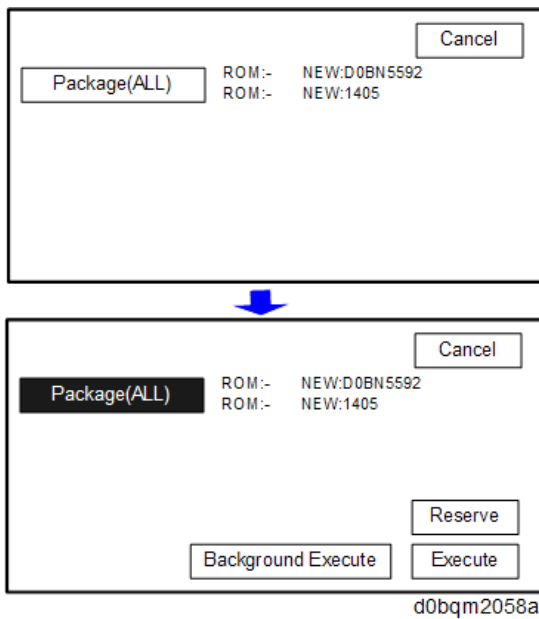 Cancel
Package(ALL)
ROM:- NEW:D0BN5592
ROM:- NEW:1405
Cancel
Package(ALL)
ROM:- NEW:D0BN5592
ROM:- NEW:1405
Reserve
Background Execute
Execute
d0bqm2058a